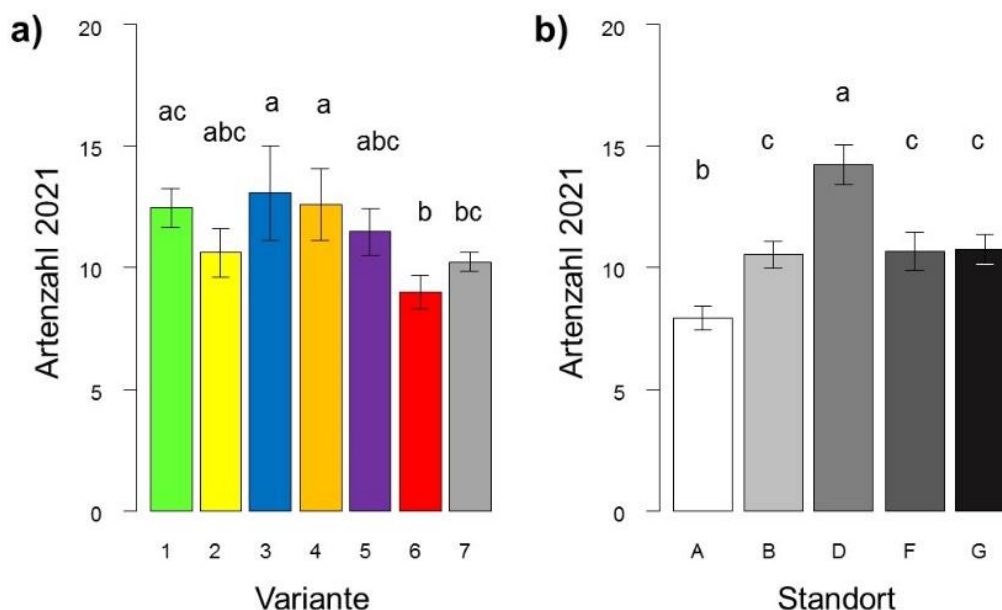 a)
Artenzahl 2021
20
15
10
5
0
ac
abc
a
a
abc
b
bc
1 2 3 4 5 6 7
Variante
b)
Artenzahl 2021
20
15
10
5
0
b
c
a
c
c
A B D F G
Standort